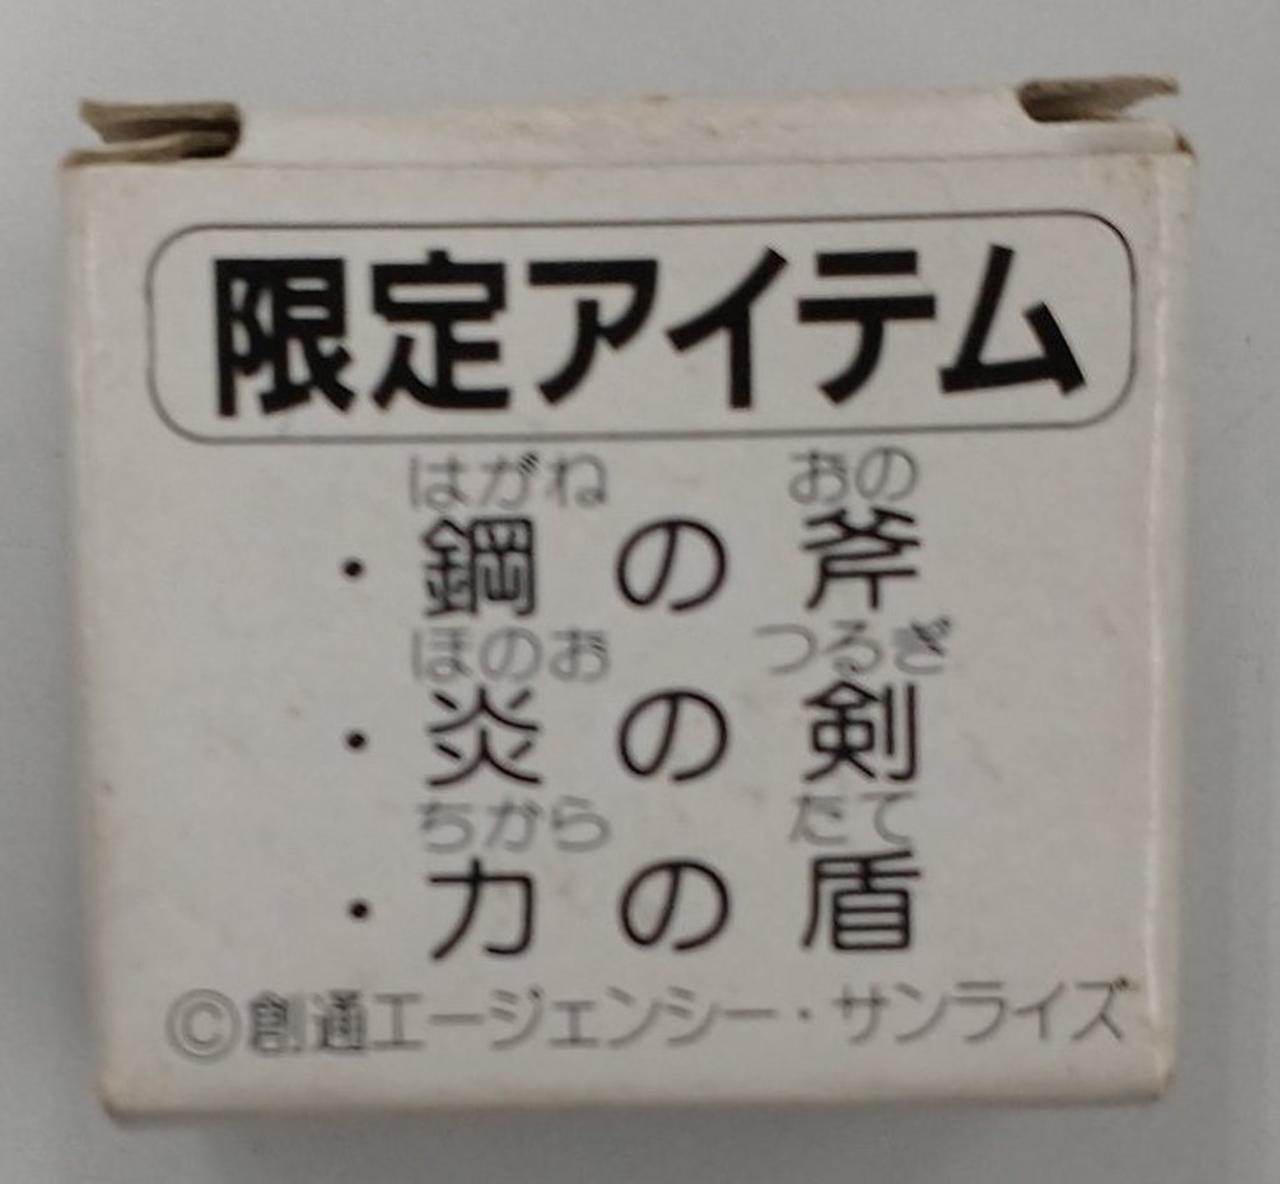 限定アイテム
はがね おの
・鋼の斧
ほのお つるぎ
・炎の剣
ちから たて
・力の盾
©創通エージェンシー・サンライズ